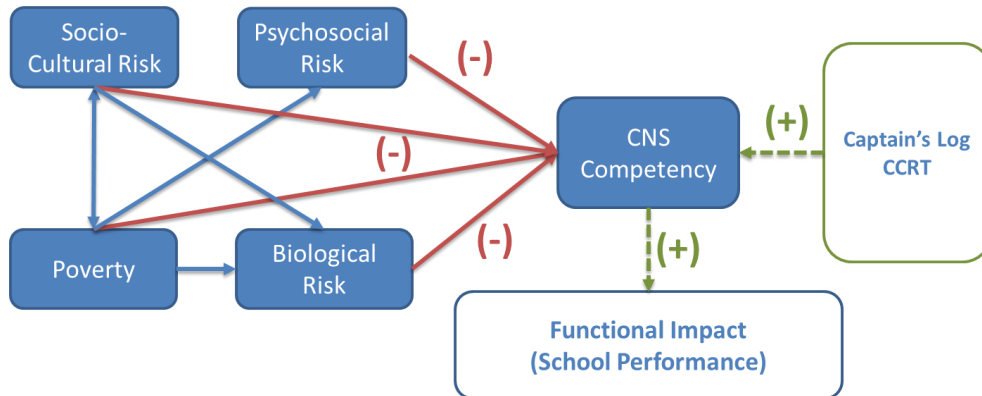 Socio-
Cultural Risk
Psychosocial
Risk
(-)
(-)
(-)
Poverty
Biological
Risk
CNS
Competency
(+)
Captain's Log
CCRT
(+)
Functional Impact
(School Performance)